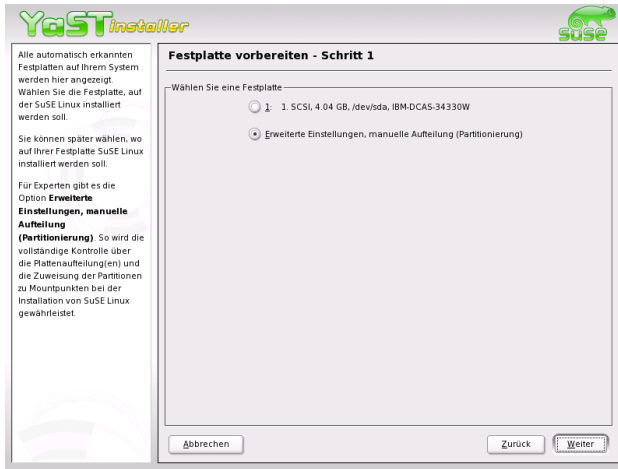 YaST Installer
SuSE
Alle automatisch erkannten
Festplatten auf Ihrem System
werden hier angezeigt.
Wählen Sie die Festplatte, auf
der SuSE Linux installiert
werden soll.
Sie können später wählen, wo
auf Ihrer Festplatte SuSE Linux
installiert werden soll.
Für Experten gibt es die
Option Erweiterte
Einstellungen, manuelle
Aufteilung
(Partitionierung). So wird die
vollständige Kontrolle über
die Plattenaufteilung(en) und
die Zuweisung der Partitionen
zu Mountpunkten bei der
Installation von SuSE Linux
gewährleistet.
Festplatte vorbereiten - Schritt 1
Wählen Sie eine Festplatte
1: 1. SCSI, 4.04 GB, /dev/sda, IBM-DCAS-34330W
Erweiterte Einstellungen, manuelle Aufteilung (Partitionierung)
Abbrechen
Zurück
Weiter